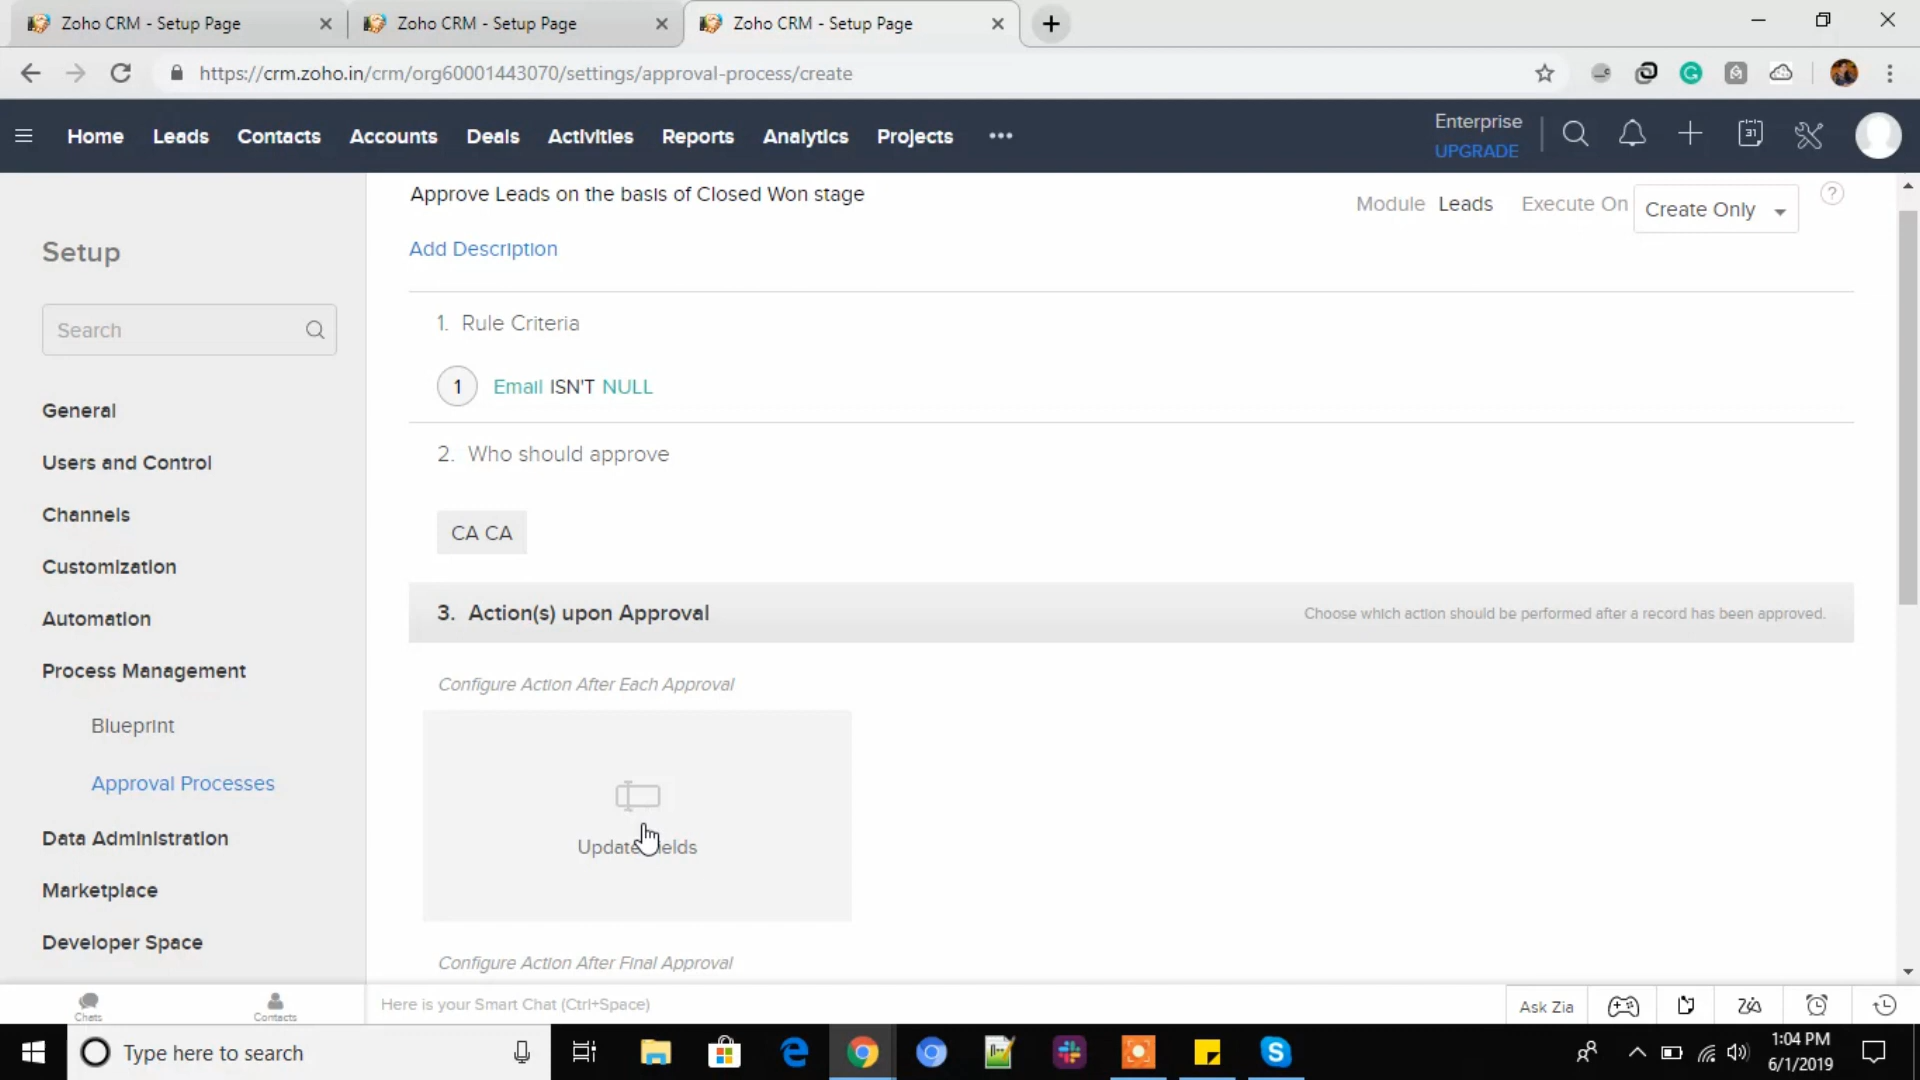 Zoho CRM - Setup Page
Zoho CRM - Setup Page
Zoho CRM - Setup Page
https://crm.zoho.in/crm/org60001443070/settings/approval-process/create
Home Leads Contacts Accounts Deals Activities Reports Analytics Projects •••
Enterprise
UPGRADE
31
Setup
Search
General
Users and Control
Channels
Customization
Automation
Process Management
Blueprint
Approval Processes
Data Administration
Marketplace
Developer Space
Approve Leads on the basis of Closed Won stage
Module Leads Execute On Create Only ?
Add Description
1. Rule Criteria
1 Email ISN'T NULL
2. Who should approve
CA CA
3. Action(s) upon Approval
Choose which action should be performed after a record has been approved.
Configure Action After Each Approval
Update Fields
Configure Action After Final Approval
Chats
Contacts
Here is your Smart Chat (Ctrl+Space)
Ask Zia
Type here to search
1:04 PM
6/1/2019